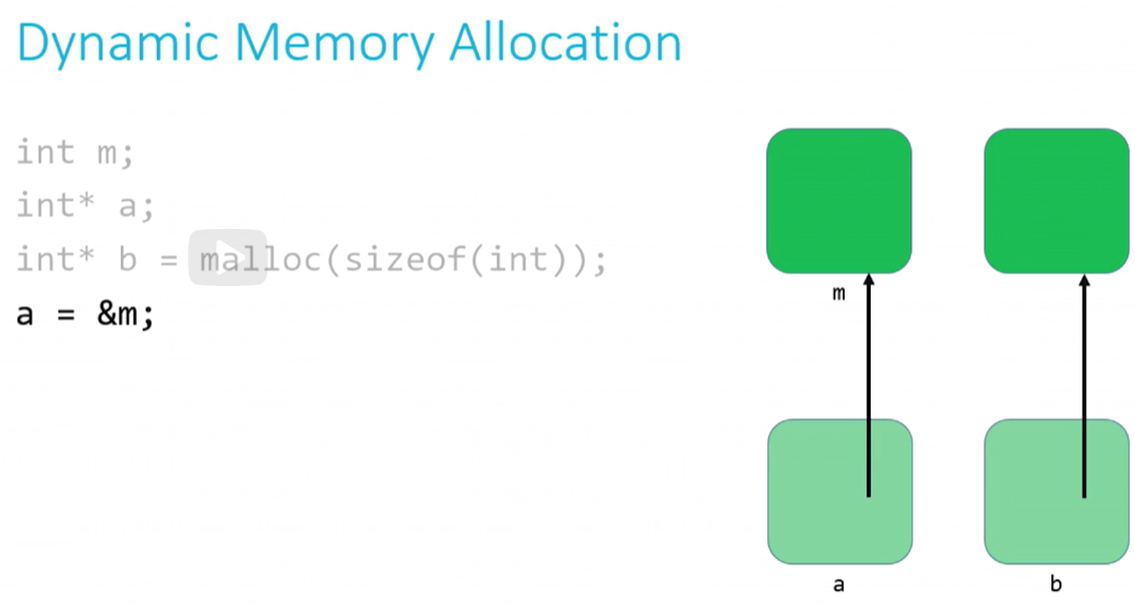 Dynamic Memory Allocation
int m;
int* a;
int* b = malloc(sizeof(int));
a = &m;
m
a
b